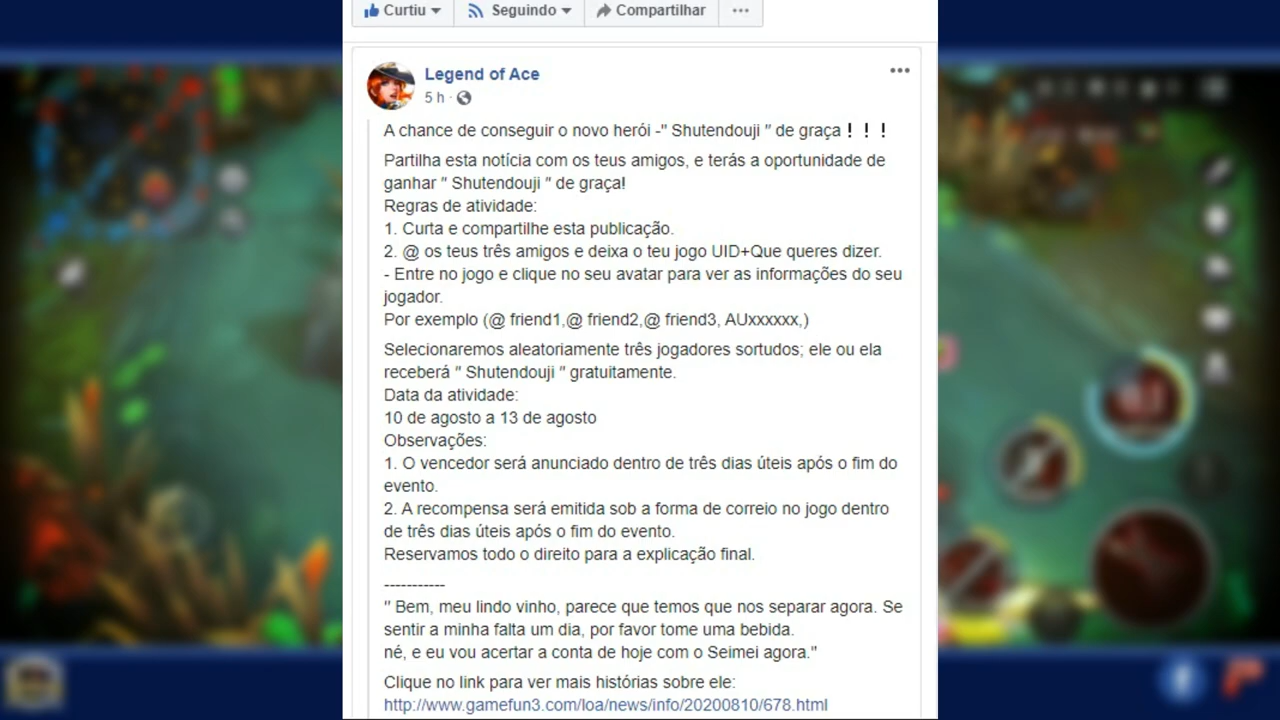 Curtiu Seguindo Compartilhar
Legend of Ace
5 h
A chance de conseguir o novo herói -" Shutendouji " de graça！！！
Partilha esta notícia com os teus amigos, e terás a oportunidade de
ganhar " Shutendouji " de graça!
Regras de atividade:
1. Curta e compartilhe esta publicação.
2. @ os teus três amigos e deixa o teu jogo UID+Que queres dizer.
- Entre no jogo e clique no seu avatar para ver as informações do seu
jogador.
Por exemplo (@ friend1,@ friend2,@ friend3, AUxxxxxx,)
Selecionaremos aleatoriamente três jogadores sortudos; ele ou ela
receberá " Shutendouji " gratuitamente.
Data da atividade:
10 de agosto a 13 de agosto
Observações:
1. O vencedor será anunciado dentro de três dias úteis após o fim do
evento.
2. A recompensa será emitida sob a forma de correio no jogo dentro
de três dias úteis após o fim do evento.
Reservamos todo o direito para a explicação final.
-----------
" Bem, meu lindo vinho, parece que temos que nos separar agora. Se
sentir a minha falta um dia, por favor tome uma bebida.
né, e eu vou acertar a conta de hoje com o Seimei agora."
Clique no link para ver mais histórias sobre ele:
http://www.gamefun3.com/loa/news/info/20200810/678.html